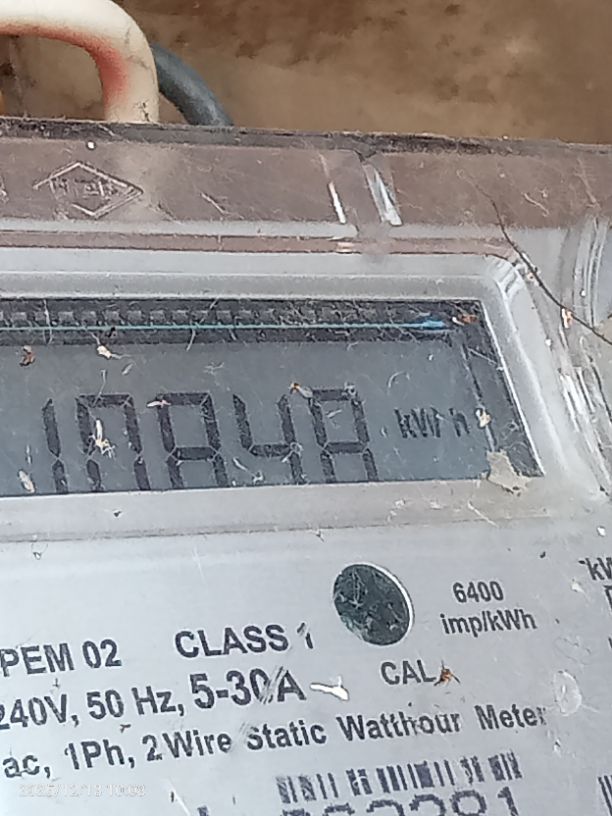 10848 kWh
6400
imp/kWh
PEM 02 CLASS 1
CAL
240V, 50 Hz, 5-30A
ac, 1Ph, 2 Wire Static Watthour Meter